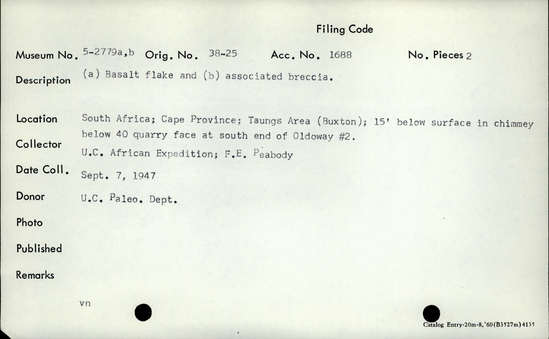 Filing Code
Museum No. 5-2779a,b Orig. No. 38-25 Acc. No. 1688 No. Pieces 2
Description (a) Basalt flake and (b) associated breccia.
Location South Africa; Cape Province; Taungs Area (Buxton); 15' below surface in chimney
below 40 quarry face at south end of Oldoway #2.
Collector U.C. African Expedition; F.E. Peabody
Date Coll. Sept. 7, 1947
Donor U.C. Paleo. Dept.
Photo
Published
Remarks
vn
Catalog Entry-20m-8,'60(B3527m)4135